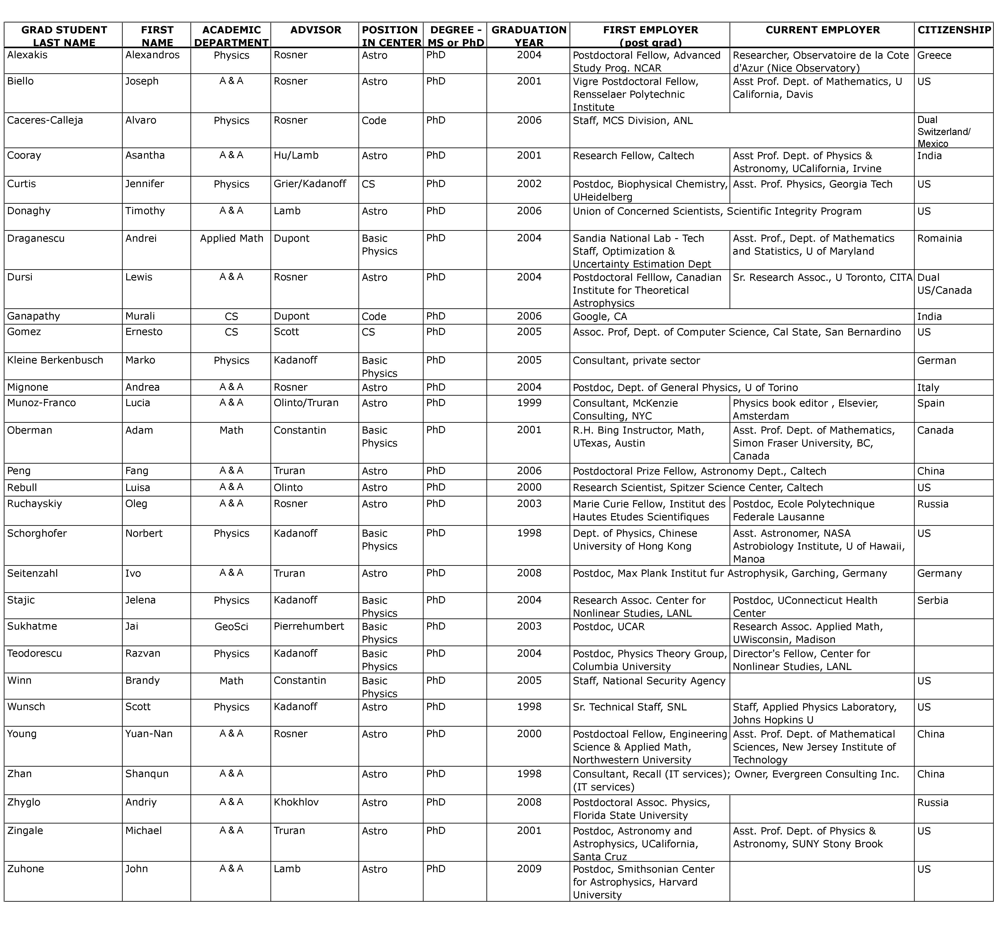 GRAD STUDENT LAST NAME FIRST NAME ACADEMIC DEPARTMENT ADVISOR POSITION IN CENTER DEGREE - MS or PhD GRADUATION YEAR FIRST EMPLOYER (post grad) CURRENT EMPLOYER CITIZENSHIP
Alexakis Alexandros Physics Rosner Astro PhD 2004 Postdoctoral Fellow, Advanced Study Prog. NCAR Researcher, Observatoire de la Cote d'Azur (Nice Observatory) Greece
Biello Joseph A & A Rosner Astro PhD 2001 Vigre Postdoctoral Fellow, Rensselaer Polytechnic Institute Asst Prof. Dept. of Mathematics, U California, Davis US
Caceres-Calleja Alvaro Physics Rosner Code PhD 2006 Staff, MCS Division, ANL Dual Switzerland/ Mexico
Cooray Asantha A & A Hu/Lamb Astro PhD 2001 Research Fellow, Caltech Asst Prof. Dept. of Physics & Astronomy, UCalifornia, Irvine India
Curtis Jennifer Physics Grier/Kadanoff CS PhD 2002 Postdoc, Biophysical Chemistry, UHeidelberg Asst. Prof. Physics, Georgia Tech US
Donaghy Timothy A & A Lamb Astro PhD 2006 Union of Concerned Scientists, Scientific Integrity Program US
Draganescu Andrei Applied Math Dupont Basic Physics PhD 2004 Sandia National Lab - Tech Staff, Optimization & Uncertainty Estimation Dept Asst. Prof., Dept. of Mathematics and Statistics, U of Maryland Romainia
Dursi Lewis A & A Rosner Astro PhD 2004 Postdoctoral Felllow, Canadian Institute for Theoretical Astrophysics Sr. Research Assoc., U Toronto, CITA Dual US/Canada
Ganapathy Murali CS Dupont Code PhD 2006 Google, CA India
Gomez Ernesto CS Scott CS PhD 2005 Assoc. Prof, Dept. of Computer Science, Cal State, San Bernardino US
Kleine Berkenbusch Marko Physics Kadanoff Basic Physics PhD 2005 Consultant, private sector German
Mignone Andrea A & A Rosner Astro PhD 2004 Postdoc, Dept. of General Physics, U of Torino Italy
Munoz-Franco Lucia A & A Olinto/Truran Astro PhD 1999 Consultant, McKenzie Consulting, NYC Physics book editor , Elsevier, Amsterdam Spain
Oberman Adam Math Constantin Basic Physics PhD 2001 R.H. Bing Instructor, Math, UTexas, Austin Asst. Prof. Dept. of Mathematics, Simon Fraser University, BC, Canada Canada
Peng Fang A & A Truran Astro PhD 2006 Postdoctoral Prize Fellow, Astronomy Dept., Caltech China
Rebull Luisa A & A Olinto Astro PhD 2000 Research Scientist, Spitzer Science Center, Caltech US
Ruchayskiy Oleg A & A Rosner Astro PhD 2003 Marie Curie Fellow, Institut des Hautes Etudes Scientifiques Postdoc, Ecole Polytechnique Federale Lausanne Russia
Schorghofer Norbert Physics Kadanoff Basic Physics PhD 1998 Dept. of Physics, Chinese University of Hong Kong Asst. Astronomer, NASA Astrobiology Institute, U of Hawaii, Manoa US
Seitenzahl Ivo A & A Truran Astro PhD 2008 Postdoc, Max Plank Institut fur Astrophysik, Garching, Germany Germany
Stajic Jelena Physics Kadanoff Basic Physics PhD 2004 Research Assoc. Center for Nonlinear Studies, LANL Postdoc, UConnecticut Health Center Serbia
Sukhatme Jai GeoSci Pierrehumbert Basic Physics PhD 2003 Postdoc, UCAR Research Assoc. Applied Math, UWisconsin, Madison
Teodorescu Razvan Physics Kadanoff Basic Physics PhD 2004 Postdoc, Physics Theory Group, Columbia University Director's Fellow, Center for Nonlinear Studies, LANL
Winn Brandy Math Constantin Basic Physics PhD 2005 Staff, National Security Agency US
Wunsch Scott Physics Kadanoff Astro PhD 1998 Sr. Technical Staff, SNL Staff, Applied Physics Laboratory, Johns Hopkins U US
Young Yuan-Nan A & A Rosner Astro PhD 2000 Postdoctoal Fellow, Engineering Science & Applied Math, Northwestern University Asst. Prof. Dept. of Mathematical Sciences, New Jersey Institute of Technology China
Zhan Shanqun A & A Astro PhD 1998 Consultant, Recall (IT services); Owner, Evergreen Consulting Inc. (IT services) China
Zhyglo Andriy A & A Khokhlov Astro PhD 2008 Postdoctoral Assoc. Physics, Florida State University Russia
Zingale Michael A & A Truran Astro PhD 2001 Postdoc, Astronomy and Astrophysics, UCalifornia, Santa Cruz Asst. Prof. Dept. of Physics & Astronomy, SUNY Stony Brook US
Zuhone John A & A Lamb Astro PhD 2009 Postdoc, Smithsonian Center for Astrophysics, Harvard University US